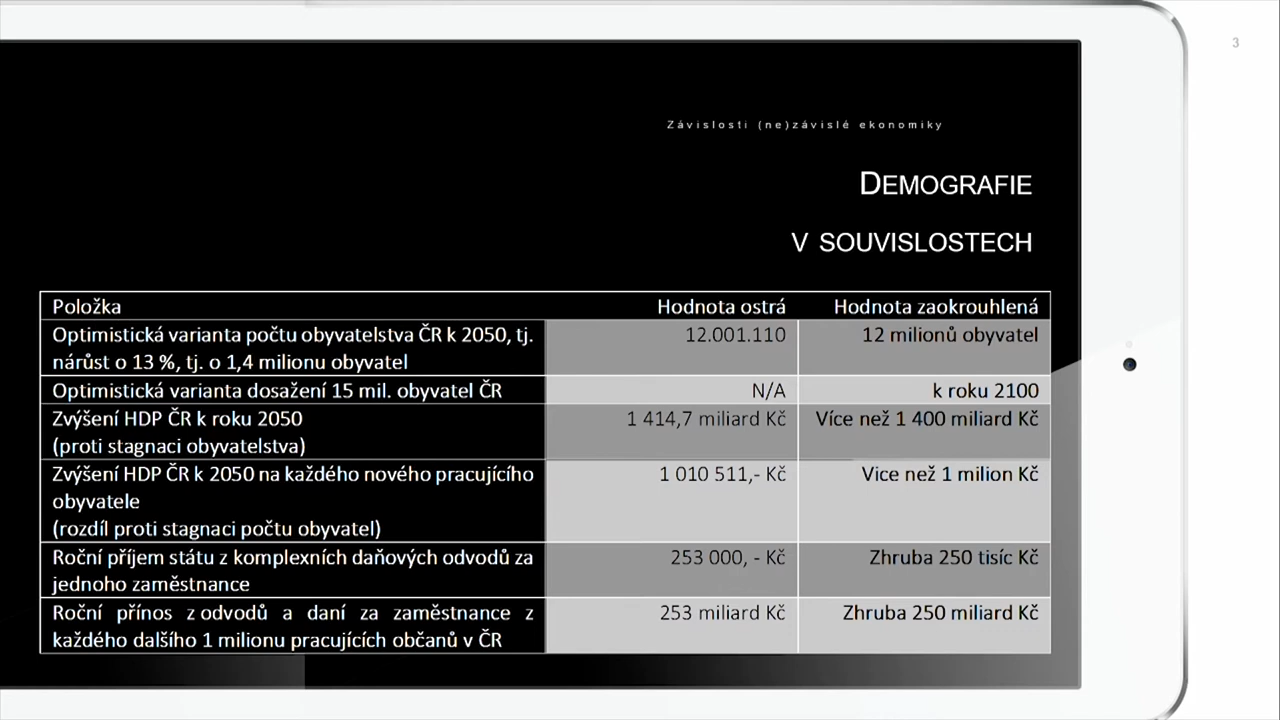 3
Závislosti (ne)závislé ekonomiky
DEMOGRAFIE
V SOUVISLOSTECH
Položka Hodnota ostrá Hodnota zaokrouhlená
Optimistická varianta počtu obyvatelstva ČR k 2050, tj. 12.001.110 12 milionů obyvatel
nárůst o 13 %, tj. o 1,4 milionu obyvatel
Optimistická varianta dosažení 15 mil. obyvatel ČR N/A k roku 2100
Zvýšení HDP ČR k roku 2050 1 414,7 miliard Kč Více než 1 400 miliard Kč
(proti stagnaci obyvatelstva)
Zvýšení HDP ČR k 2050 na každého nového pracujícího 1 010 511,- Kč Vice než 1 milion Kč
obyvatele
(rozdíl proti stagnaci počtu obyvatel)
Roční příjem státu z komplexních daňových odvodů za 253 000, - Kč Zhruba 250 tisíc Kč
jednoho zaměstnance
Roční přínos z odvodů a daní za zaměstnance z 253 miliard Kč Zhruba 250 miliard Kč
každého dalšího 1 milionu pracujících občanů v ČR